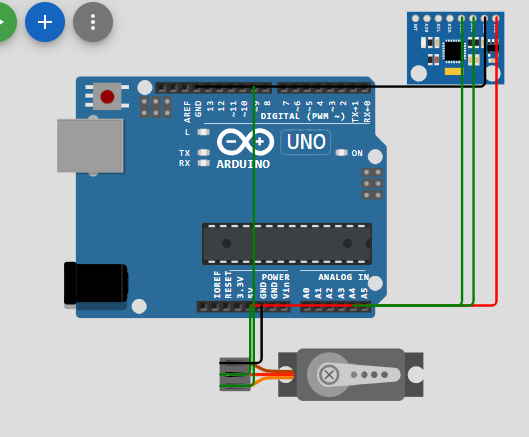 AREF
GND
13
12
~11
~10
~9
8
7
~6
~5
4
~3
2
TX→1
RX←0
DIGITAL (PWM ~)
L
TX
RX
ARDUINO
UNO
ON
IOREF
RESET
3.3V
5V
GND
GND
Vin
POWER
ANALOG IN
A0
A1
A2
A3
A4
A5